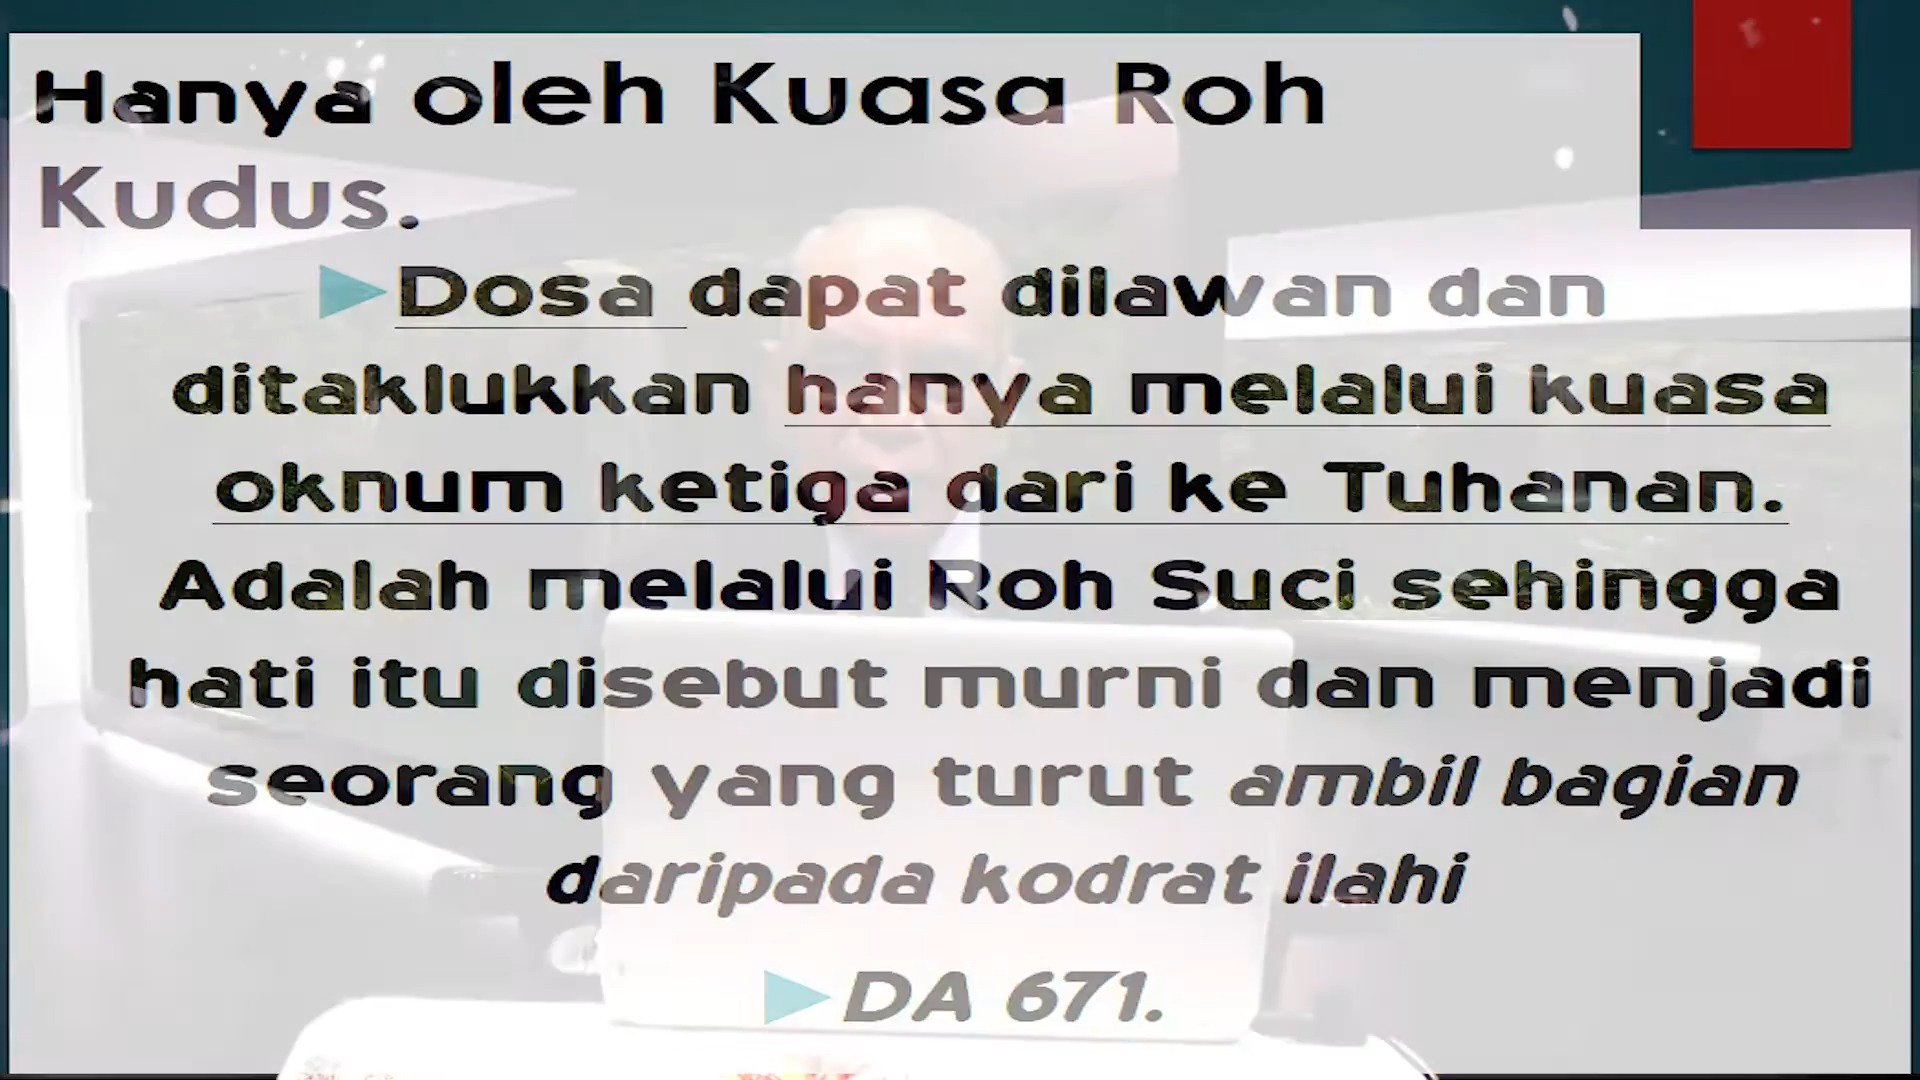 Hanya oleh Kuasa Roh
Kudus.
Dosa dapat dilawan dan
ditaklukkan hanya melalui kuasa
oknum ketiga dari ke Tuhanan.
Adalah melalui Roh Suci sehingga
hati itu disebut murni dan menjadi
seorang yang turut ambil bagian
daripada kodrat ilahi
DA 671.